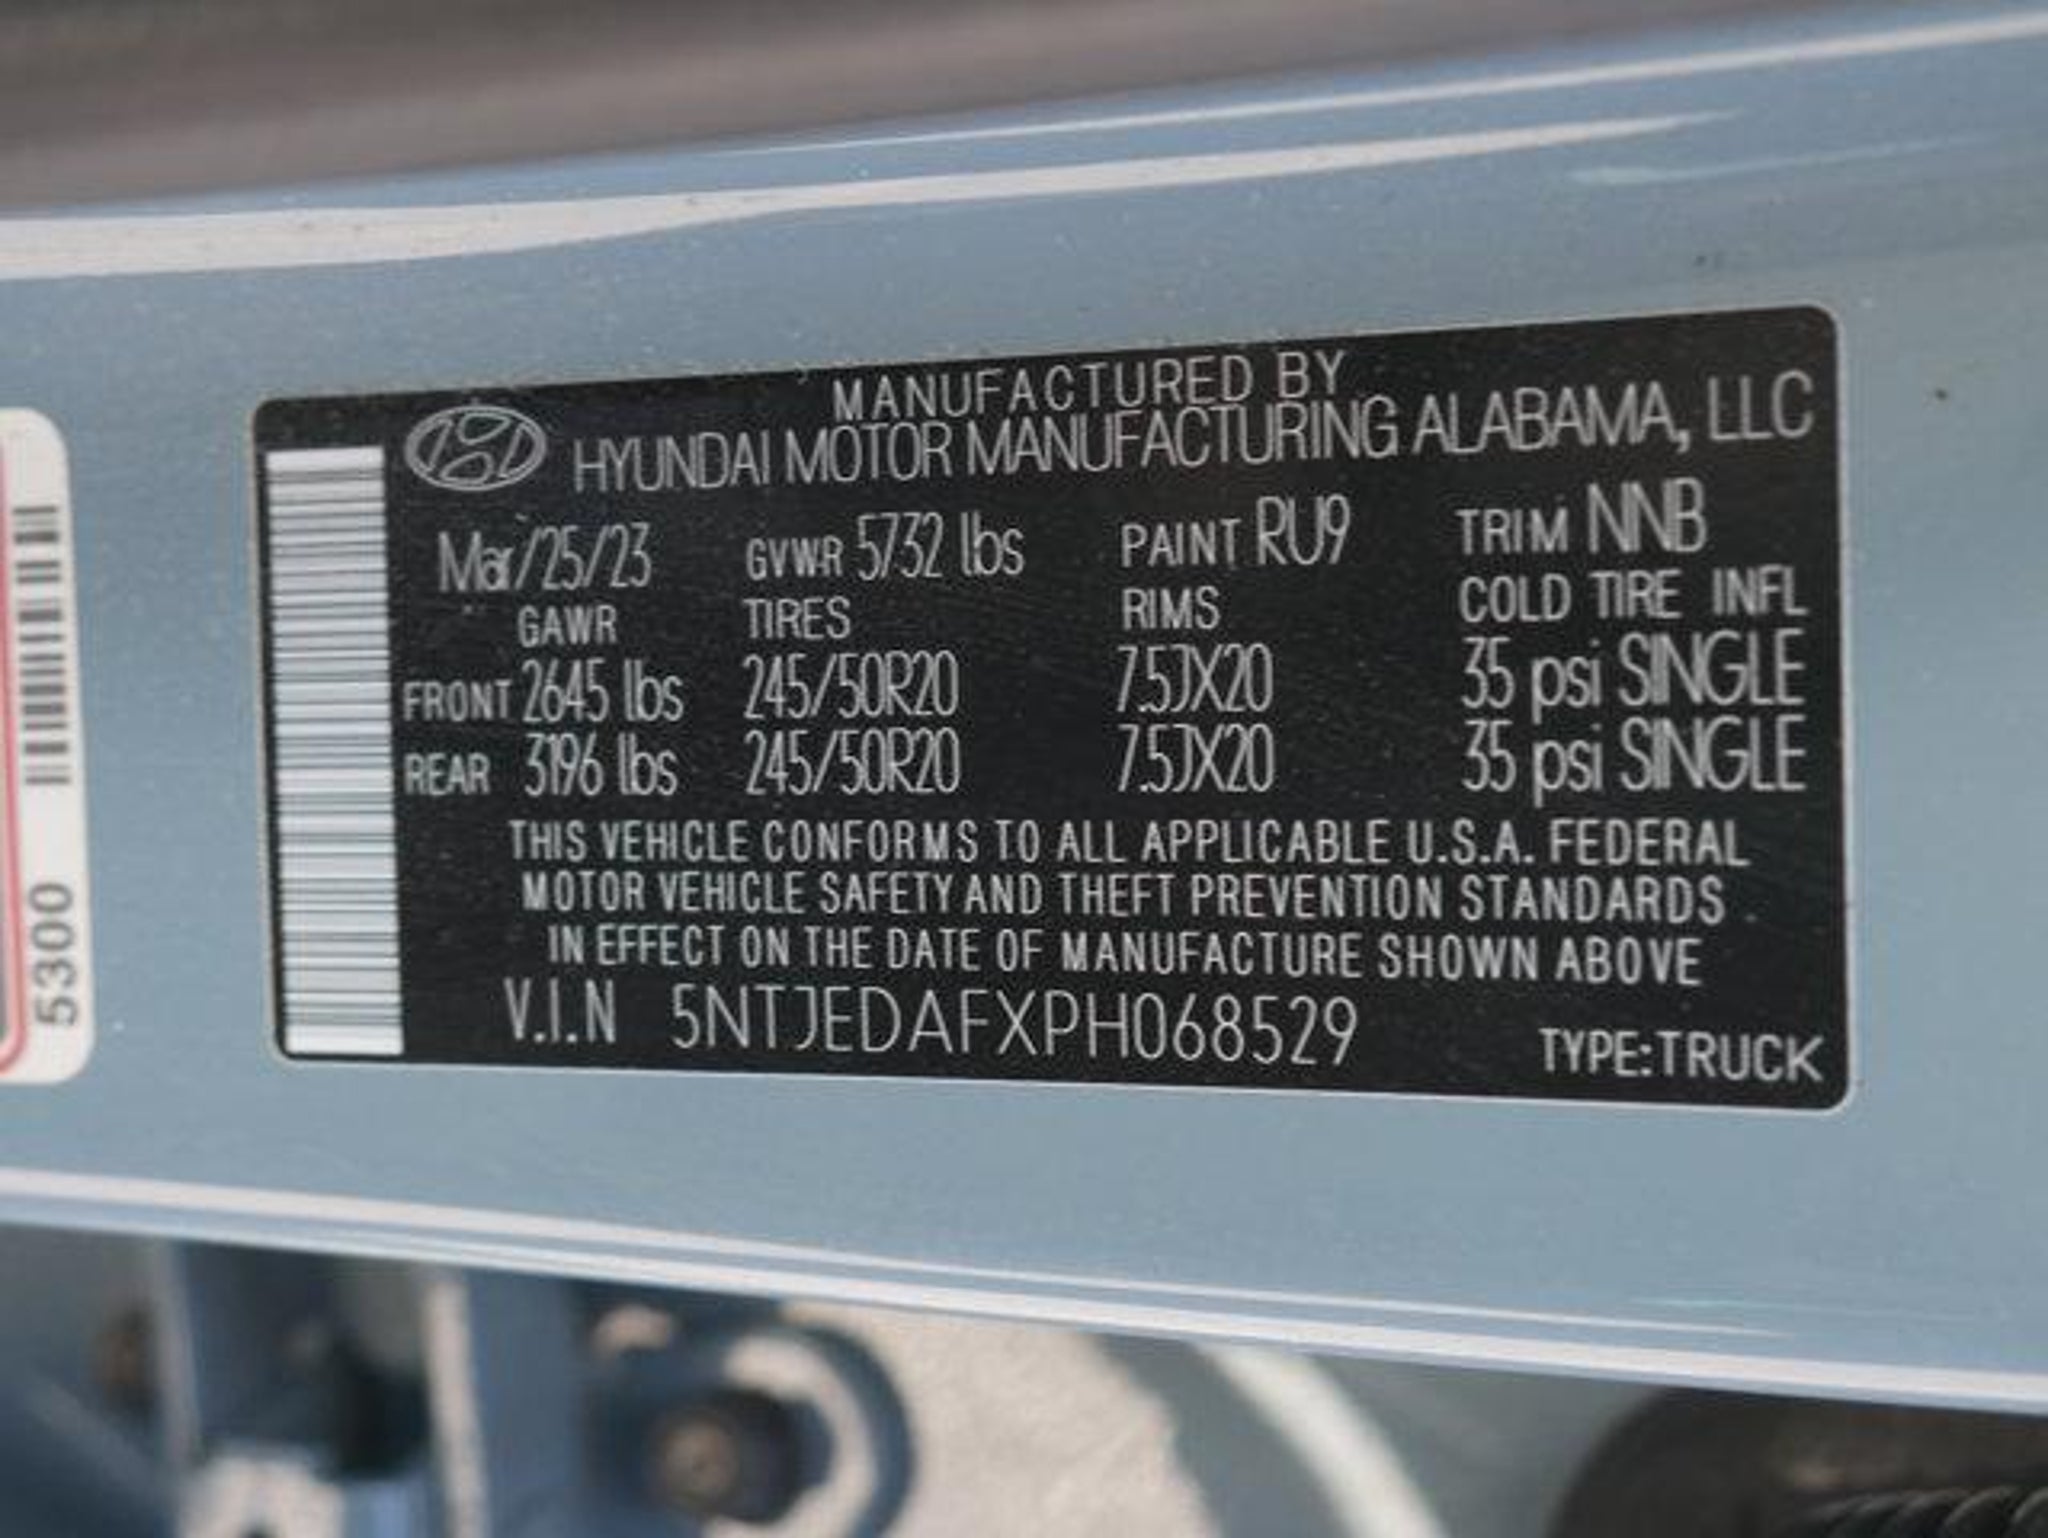 MANUFACTURED BY
HYUNDAI MOTOR MANUFACTURING ALABAMA, LLC
Mar/25/23 GVWR 5732 lbs PAINT RU9 TRIM NNB
GAWR TIRES RIMS COLD TIRE INFL
FRONT 2645 lbs 245/50R20 7.5JX20 35 psi SINGLE
REAR 3196 lbs 245/50R20 7.5JX20 35 psi SINGLE
THIS VEHICLE CONFORMS TO ALL APPLICABLE U.S.A. FEDERAL
MOTOR VEHICLE SAFETY AND THEFT PREVENTION STANDARDS
IN EFFECT ON THE DATE OF MANUFACTURE SHOWN ABOVE
V.I.N 5NTJEDAFXPH068529 TYPE:TRUCK
5300